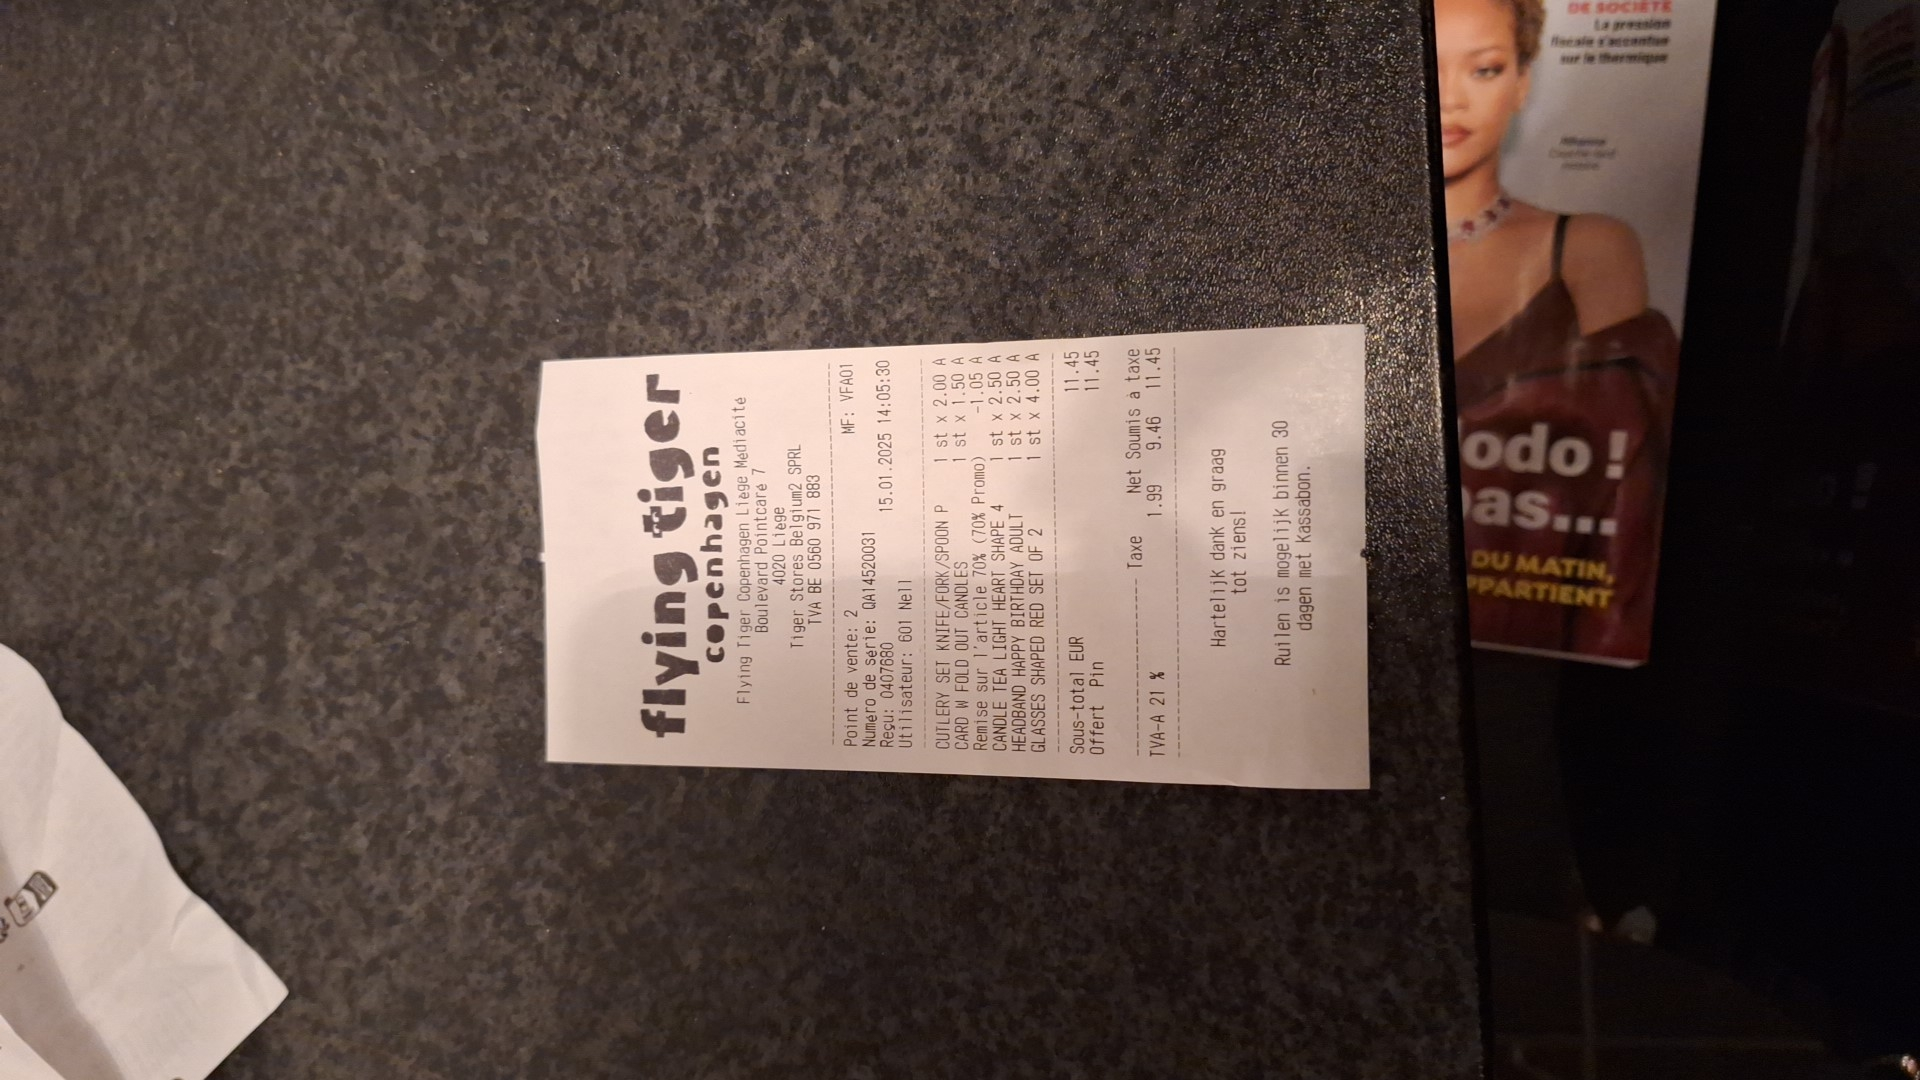 flying tiger
copenhagen
Flying Tiger Copenhagen Liège Mediacité
Boulevard Pointcaré 7
4020 Liège
Tiger Stores Belgium2 SPRL
TVA BE 0560 971 883
MF: VFA01
Point de vente: 2
Numéro de série: QA14520031
Reçu: 0407680 15.01.2025 14:05:30
Utilisateur: 601 Nell
CUTLERY SET KNIFE/FORK/SPOON P 1 st x 2.00 A
CARD W FOLD OUT CANDLES 1 st x 1.50 A
Remise sur l'article 70% (70% Promo) -1.05 A
CANDLE TEA LIGHT HEART SHAPE 4 1 st x 2.50 A
HEADBAND HAPPY BIRTHDAY ADULT 1 st x 2.50 A
GLASSES SHAPED RED SET OF 2 1 st x 4.00 A
Sous-total EUR 11.45
Offert Pin 11.45
Taxe Net Soumis à taxe
TVA-A 21 % 1.99 9.46 11.45
Hartelijk dank en graag
tot ziens!
Ruilen is mogelijk binnen 30
dagen met kassabon.
DE SOCIÉTÉ
La pression
fiscale s'accentue
sur le thermique
odo !
as...
DU MATIN,
PPARTIENT